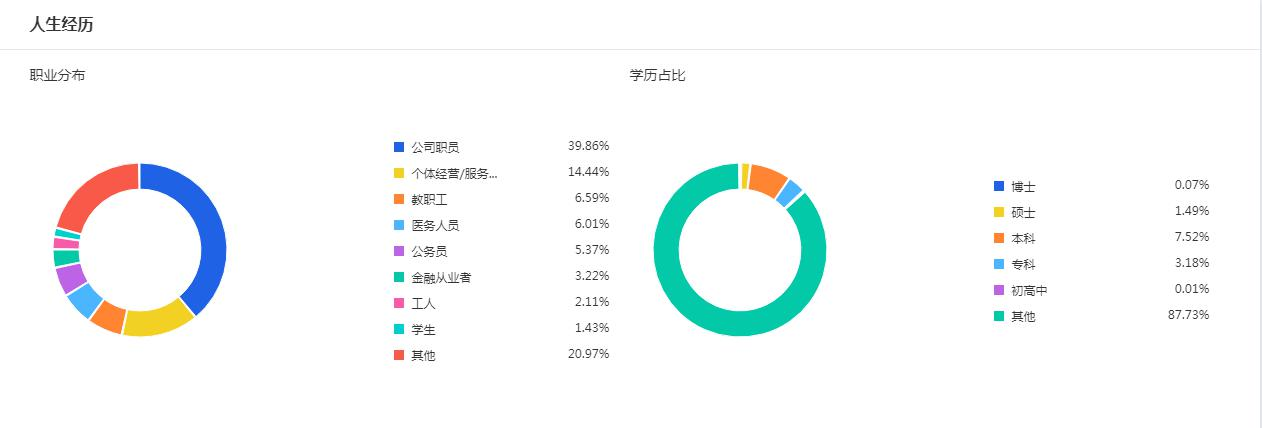 人生经历
职业分布
公司职员 39.86%
个体经营/服务... 14.44%
教职工 6.59%
医务人员 6.01%
公务员 5.37%
金融从业者 3.22%
工人 2.11%
学生 1.43%
其他 20.97%
学历占比
博士 0.07%
硕士 1.49%
本科 7.52%
专科 3.18%
初高中 0.01%
其他 87.73%